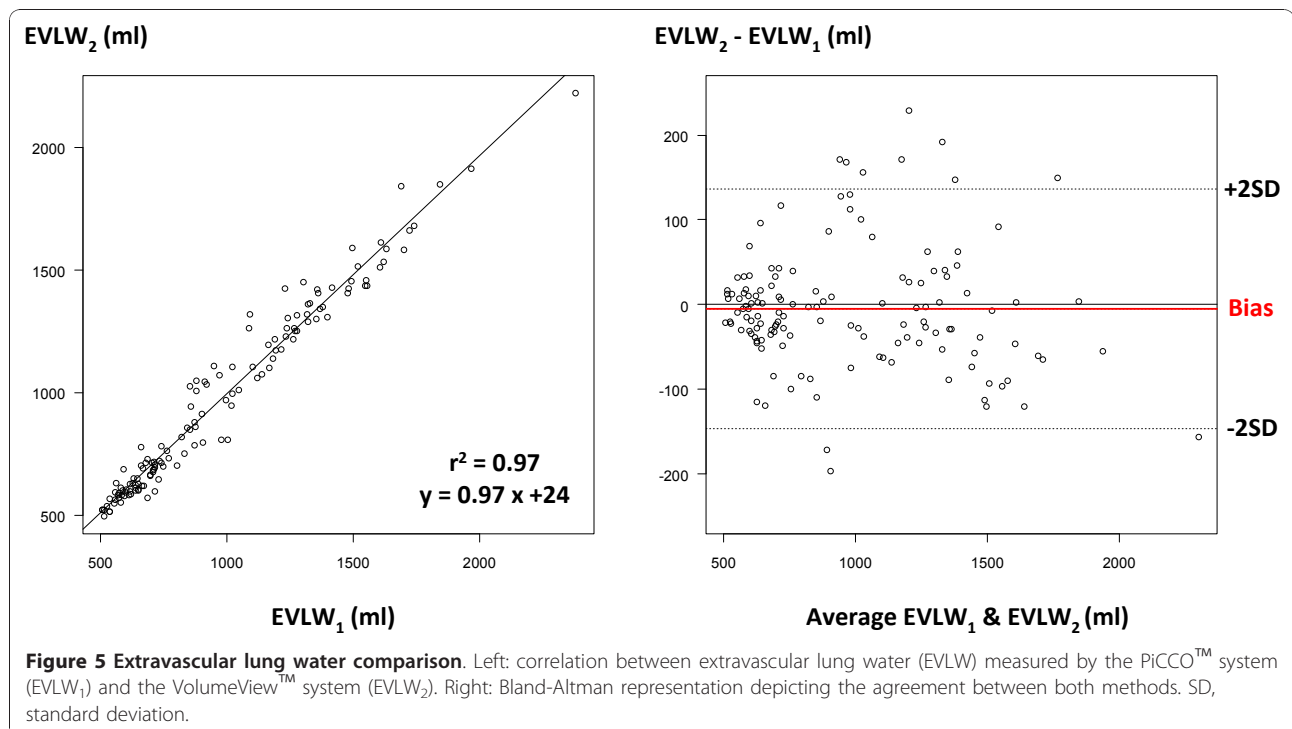 EVLW₂ (ml)
2000
1500
1000
500
500 1000 1500 2000
r² = 0.97
y = 0.97 x +24
EVLW₁ (ml)
EVLW₂ - EVLW₁ (ml)
200
100
0
-100
-200
500 1000 1500 2000
+2SD
Bias
-2SD
Average EVLW₁ & EVLW₂ (ml)
Figure 5 Extravascular lung water comparison. Left: correlation between extravascular lung water (EVLW) measured by the PiCCO™ system
(EVLW₁) and the VolumeView™ system (EVLW₂). Right: Bland-Altman representation depicting the agreement between both methods. SD,
standard deviation.